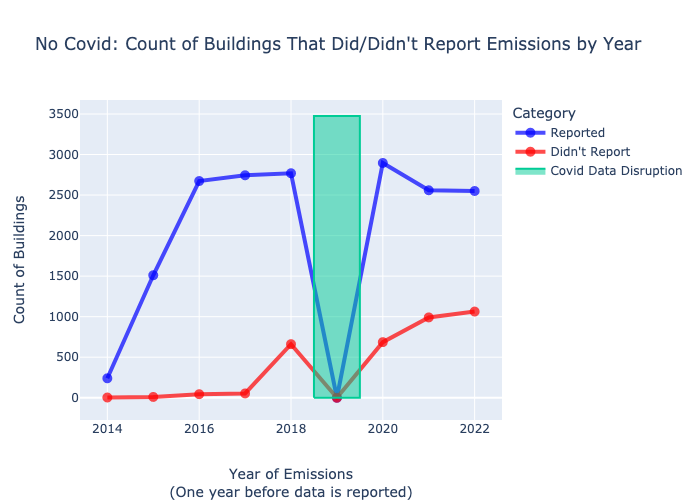 No Covid: Count of Buildings That Did/Didn't Report Emissions by Year
Category
Reported
Didn't Report
Covid Data Disruption
Count of Buildings
3500
3000
2500
2000
1500
1000
500
0
2014
2016
2018
2020
2022
Year of Emissions
(One year before data is reported)